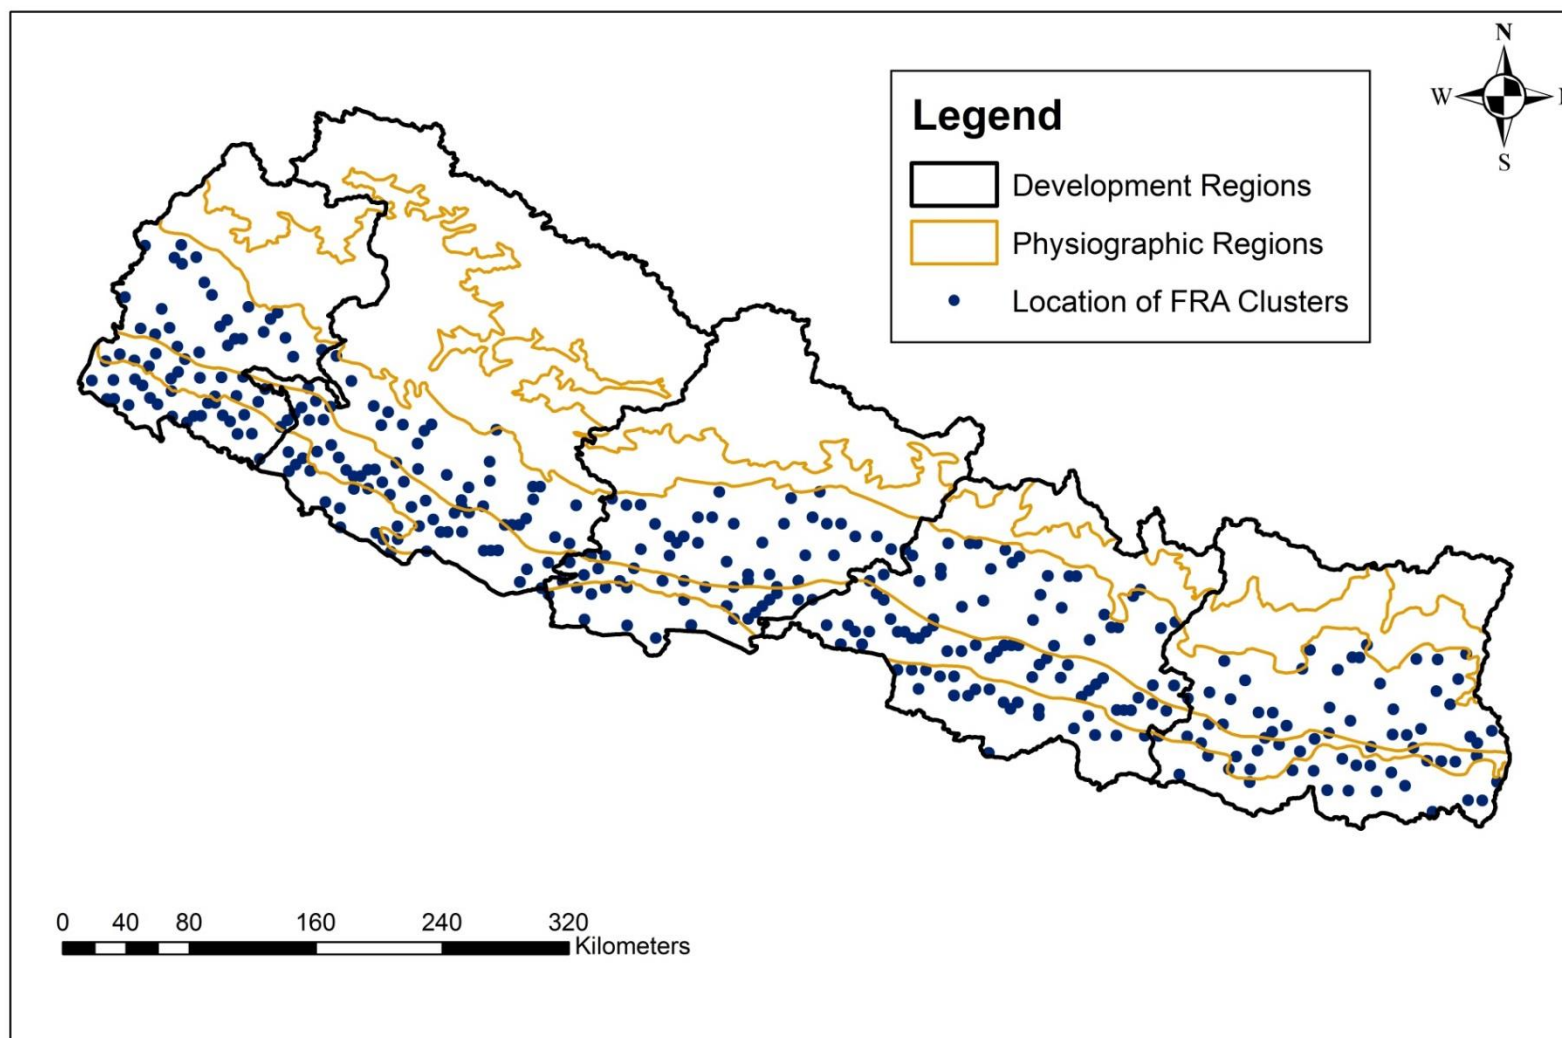 N
W
S
Legend
Development Regions
Physiographic Regions
Location of FRA Clusters
0 40 80 160 240 320
Kilometers